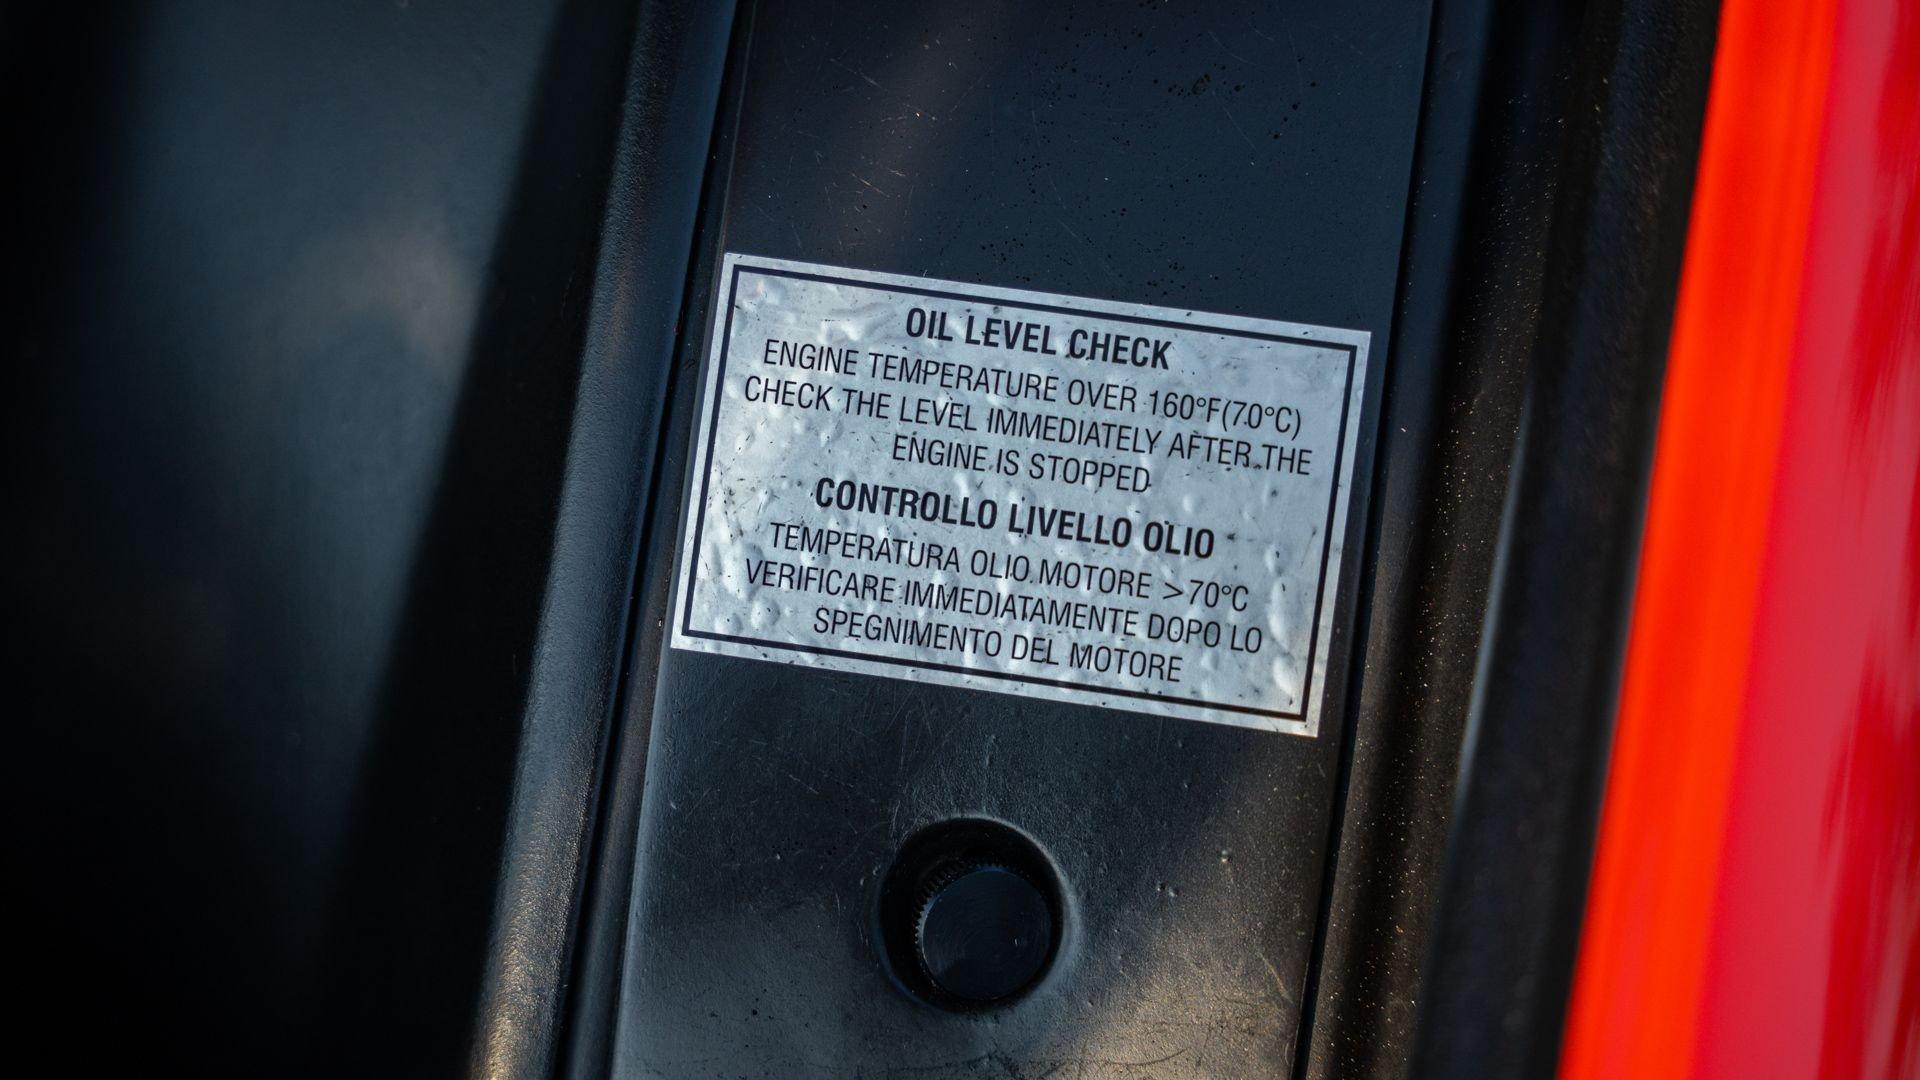 OIL LEVEL CHECK
ENGINE TEMPERATURE OVER 160°F(70°C)
CHECK THE LEVEL IMMEDIATELY AFTER THE
ENGINE IS STOPPED
CONTROLLO LIVELLO OLIO
TEMPERATURA OLIO MOTORE >70°C
VERIFICARE IMMEDIATAMENTE DOPO LO
SPEGNIMENTO DEL MOTORE